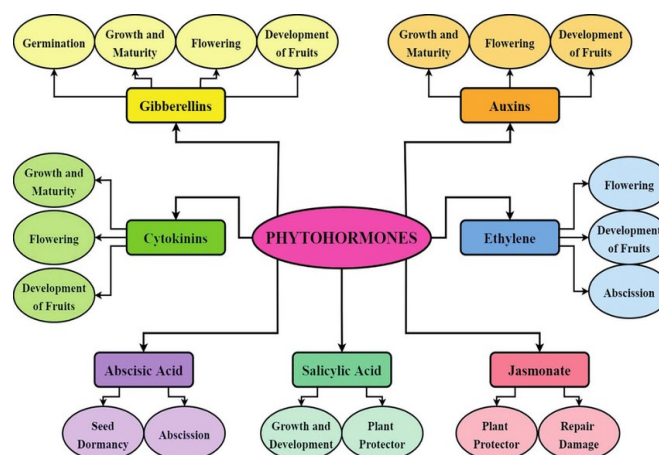 Germination
Growth and
Maturity
Flowering
Development
of Fruits
Gibberellins
Growth and
Maturity
Flowering
Development
of Fruits
Auxins
Growth and
Maturity
Flowering
Development
of Fruits
Cytokinins
PHYTOHORMONES
Ethylene
Flowering
Development
of Fruits
Abscission
Abscisic Acid
Seed
Dormancy
Abscission
Salicylic Acid
Growth and
Development
Plant
Protector
Jasmonate
Plant
Protector
Repair
Damage